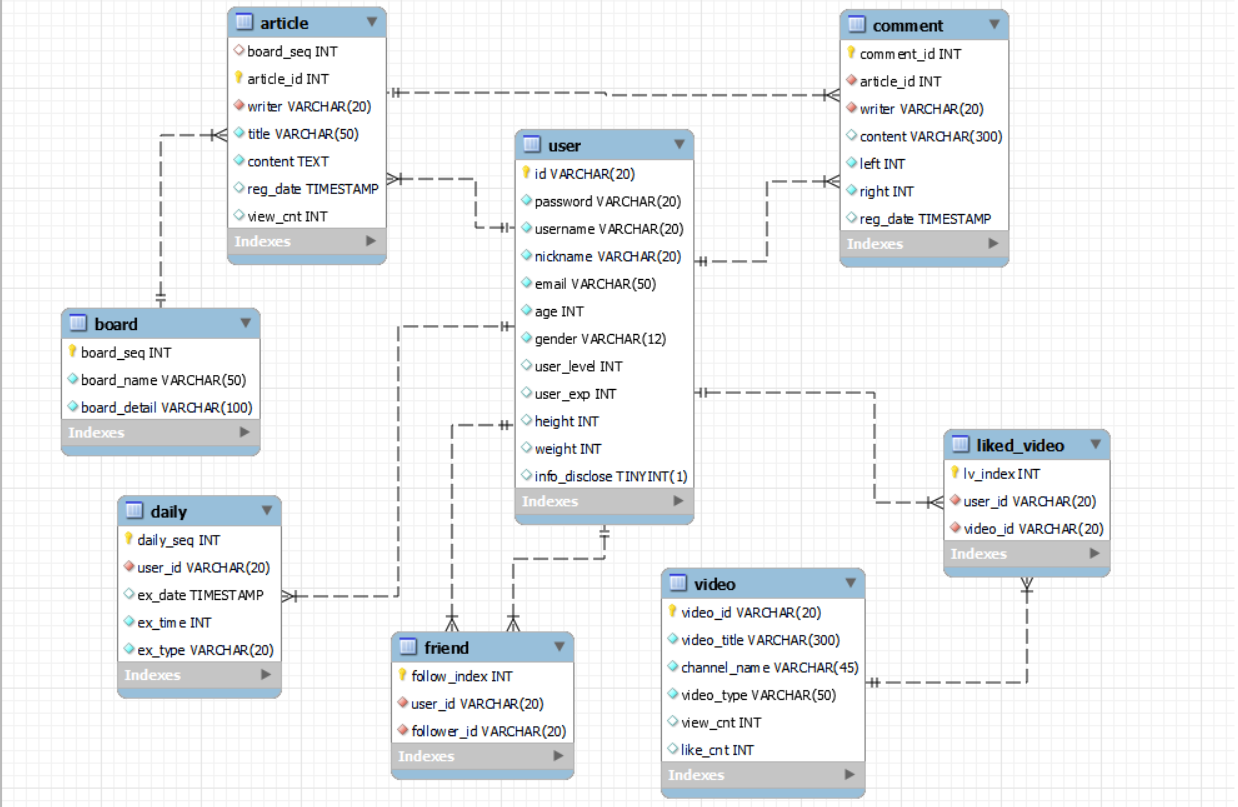 article
board_seq INT
article_id INT
writer VARCHAR(20)
title VARCHAR(50)
content TEXT
reg_date TIMESTAMP
view_cnt INT
Indexes
comment
comment_id INT
article_id INT
writer VARCHAR(20)
content VARCHAR(300)
left INT
right INT
reg_date TIMESTAMP
Indexes
user
id VARCHAR(20)
password VARCHAR(20)
username VARCHAR(20)
nickname VARCHAR(20)
email VARCHAR(50)
age INT
gender VARCHAR(12)
user_level INT
user_exp INT
height INT
weight INT
info_disclose TINYINT(1)
Indexes
board
board_seq INT
board_name VARCHAR(50)
board_detail VARCHAR(100)
Indexes
liked_video
lv_index INT
user_id VARCHAR(20)
video_id VARCHAR(20)
Indexes
daily
daily_seq INT
user_id VARCHAR(20)
ex_date TIMESTAMP
ex_time INT
ex_type VARCHAR(20)
Indexes
friend
follow_index INT
user_id VARCHAR(20)
follower_id VARCHAR(20)
Indexes
video
video_id VARCHAR(20)
video_title VARCHAR(300)
channel_name VARCHAR(45)
video_type VARCHAR(50)
view_cnt INT
like_cnt INT
Indexes